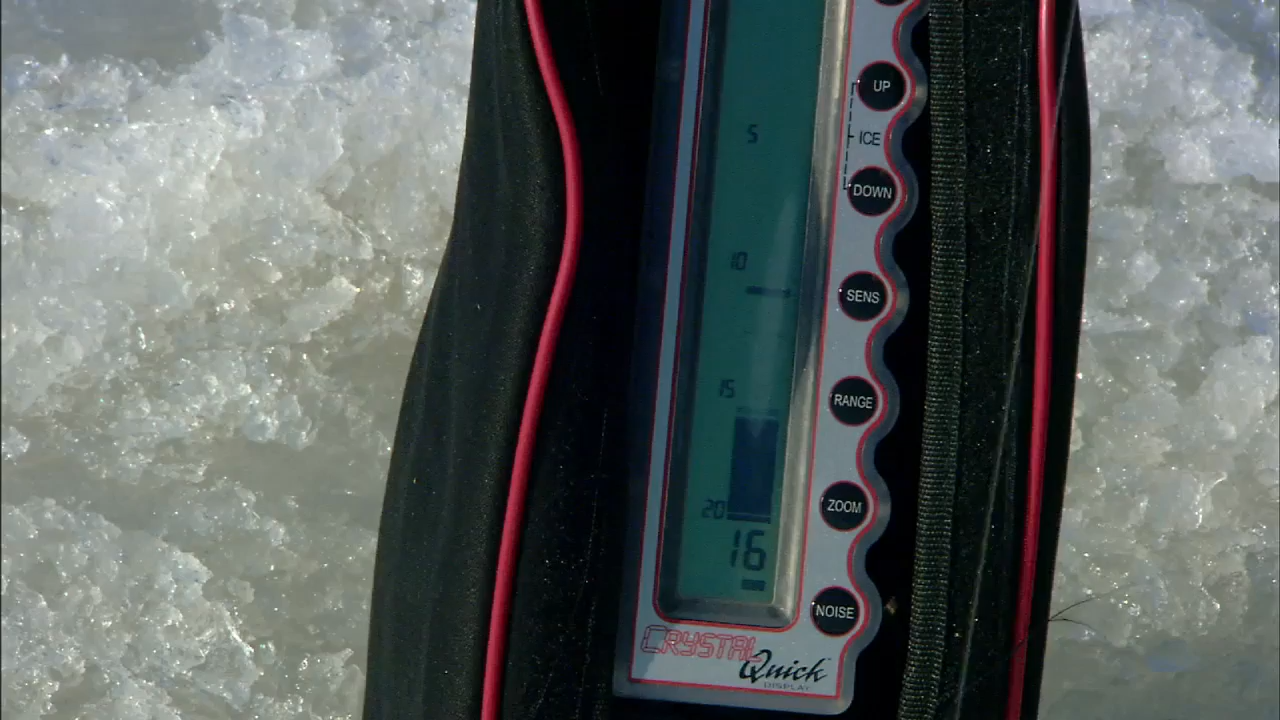 UP
5
ICE
DOWN
10
SENS
15
RANGE
20
ZOOM
16
NOISE
CRYSTAL
Quick
DISPLAY